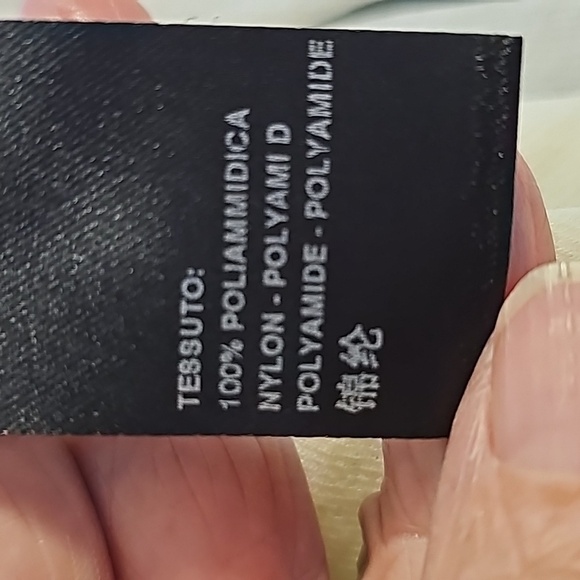 TESSUTO:
100% POLIAMMIDICA
NYLON - POLYAMI D
POLYAMIDE - POLYAMIDE
锦纶